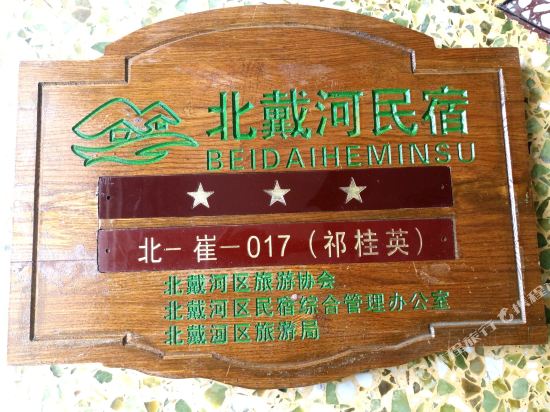 北戴河民宿
BEIDAIHEMINSU
北一崔一017（祁桂英）
北戴河区旅游协会
北戴河区民宿综合管理办公室
北戴河区旅游局